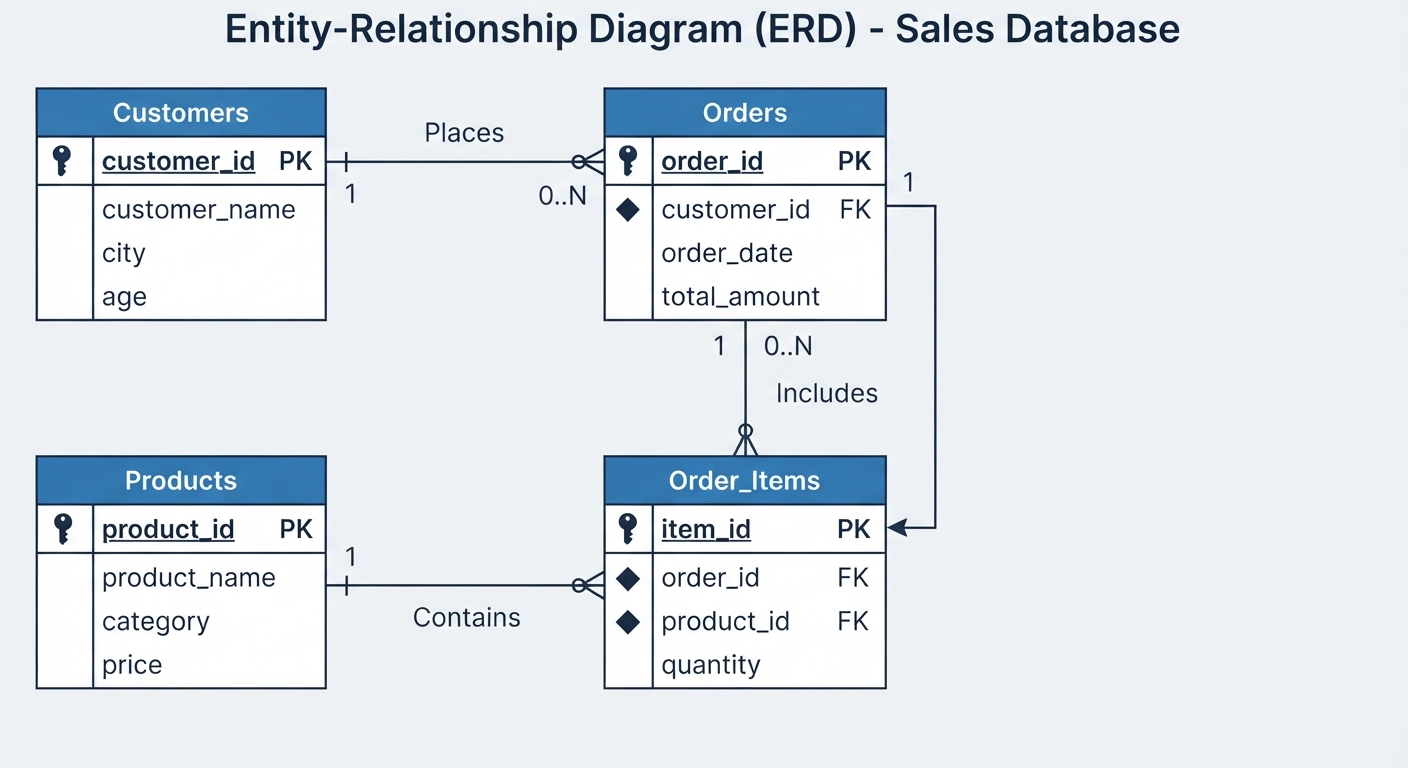 Entity-Relationship Diagram (ERD) - Sales Database
Customers
customer_id PK
customer_name
city
age
Places
1
0..N
Orders
order_id PK
customer_id FK
order_date
total_amount
1
1 0..N
Includes
Products
product_id PK
product_name
category
price
1
Contains
Order_Items
item_id PK
order_id FK
product_id FK
quantity